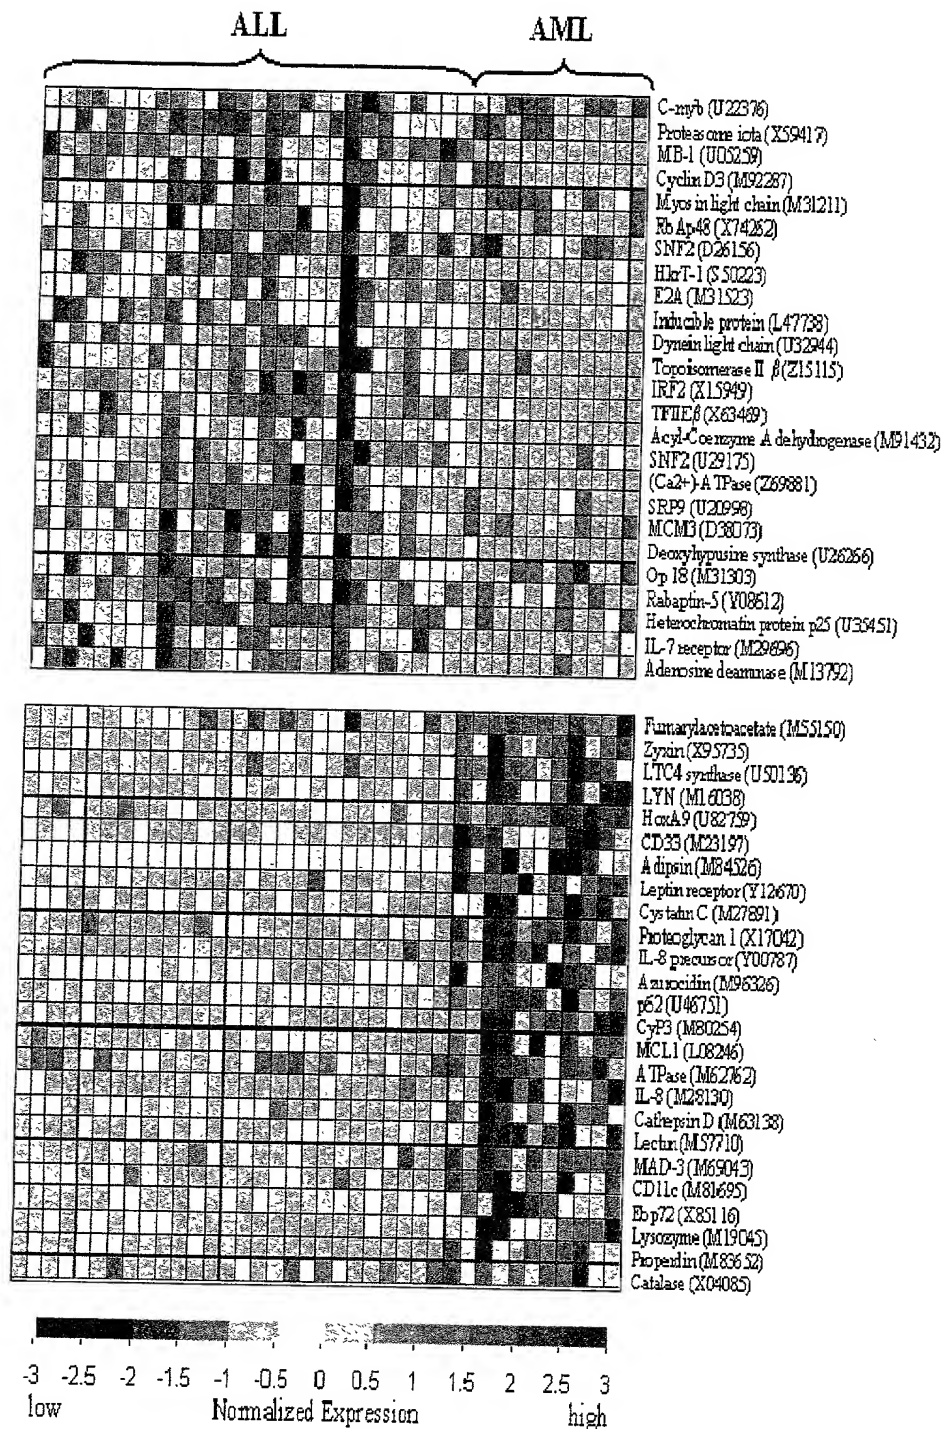 ALL AML
C-myb (U22376)
Proteasome iota (X59417)
MB-1 (U05259)
Cyclin D3 (M92287)
Myosin light chain (M31211)
RbAp48 (X74262)
SNF2 (D26156)
HkrT-1 (S50223)
E2A (M31523)
Inducible protein (L47738)
Dynein light chain (U32944)
Topoisomerase II β (Z15115)
IRF2 (X15949)
TFIIEβ (X63469)
Acyl-Coenzyme A dehydrogenase (M91432)
SNF2 (U29175)
(Ca2+)-ATPase (Z69881)
SRP9 (U20998)
MCM3 (D38073)
Deoxyhypusine synthase (U26266)
Op 18 (M31303)
Rabaptin-5 (Y08612)
Heterochromatin protein p25 (U35451)
IL-7 receptor (M29696)
Adenosine deaminase (M13792)
Fumarylacetoacetate (M55150)
Zyxin (X95735)
LTC4 synthase (U50136)
LYN (M16038)
HoxA9 (U82759)
CD33 (M23197)
Adipsin (M84526)
Leptin receptor (Y12670)
Cystatin C (M27891)
Proteoglycan 1 (X17042)
IL-8 precursor (Y00787)
Azurocidin (M96326)
p62 (U46751)
CyP3 (M80254)
MCL1 (L08246)
ATPase (M62762)
IL-8 (M28130)
Cathepsin D (M63138)
Lectin (M57710)
MAD-3 (M69043)
CD11c (M81695)
Ebp72 (X85116)
Lysozyme (M19045)
Properdin (M83652)
Catalase (X04085)
-3 -2.5 -2 -1.5 -1 -0.5 0 0.5 1 1.5 2 2.5 3
low Normalized Expression high